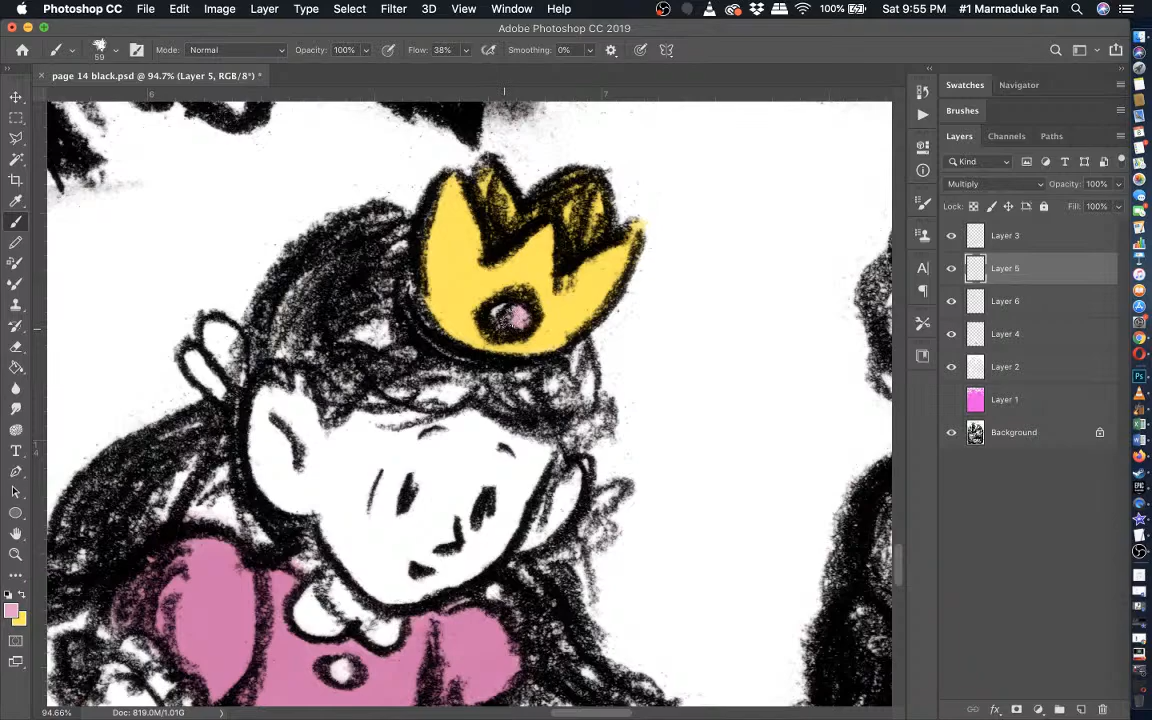 Photoshop CC File Edit Image Layer Type Select Filter 3D View Window Help 100% Sat 9:55 PM #1 Marmaduke Fan
Adobe Photoshop CC 2019
59 Mode: Normal Opacity: 100% Flow: 38% Smoothing: 0%
× page 14 black.psd @ 94.7% (Layer 5, RGB/8*) *
6 7
Swatches Navigator
Brushes
Layers Channels Paths
Kind
Multiply Opacity: 100%
Lock: Fill: 100%
Layer 3
Layer 5
Layer 6
Layer 4
Layer 2
Layer 1
Background
94.66% Doc: 819.0M/1.01G